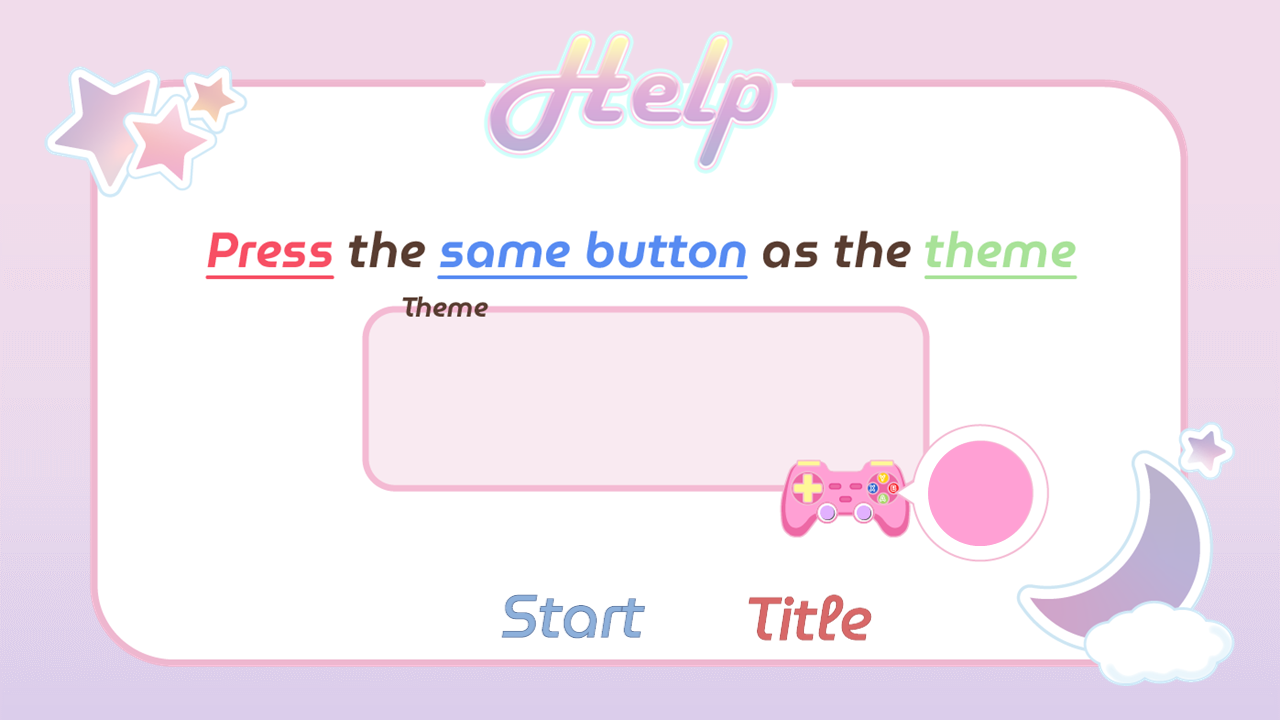 Help
Press the same button as the theme
Theme
Start
Title